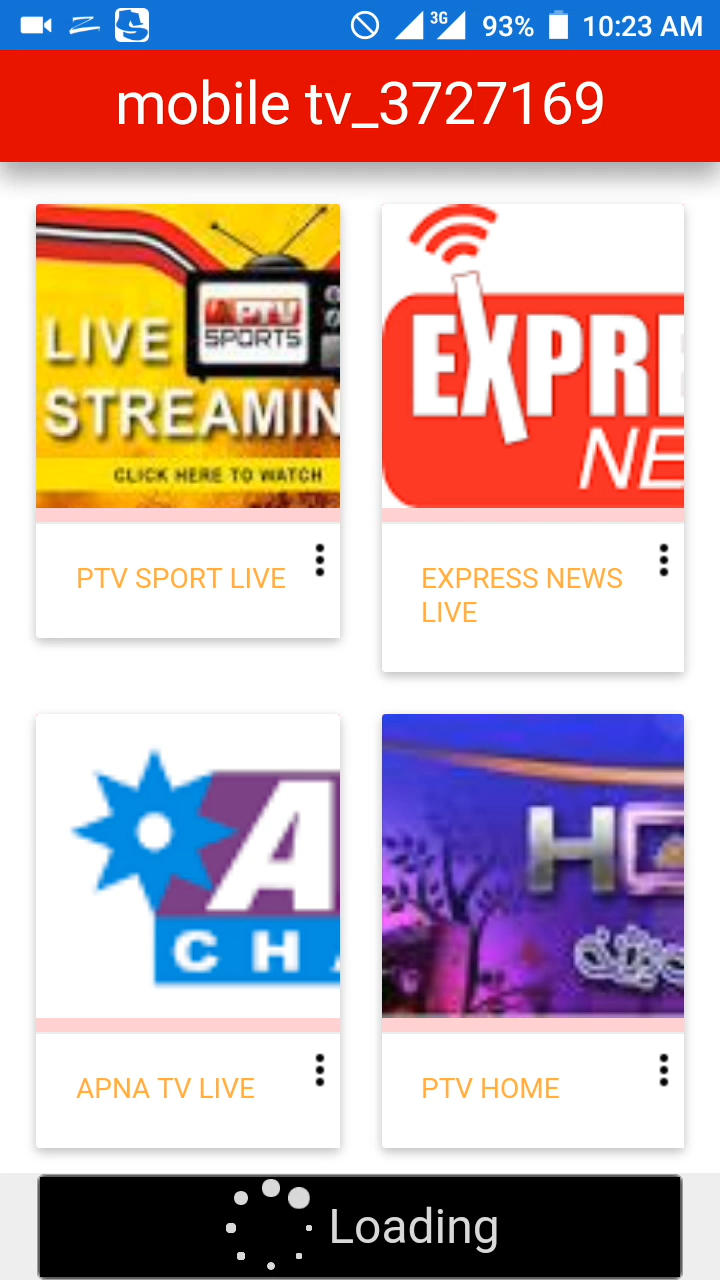 3G 93% 10:23 AM
mobile tv_3727169
PTV
SPORTS
LIVE
STREAMIN
CLICK HERE TO WATCH
EXPRE
NE
PTV SPORT LIVE
EXPRESS NEWS
LIVE
A
CHA
HO
APNA TV LIVE
PTV HOME
Loading